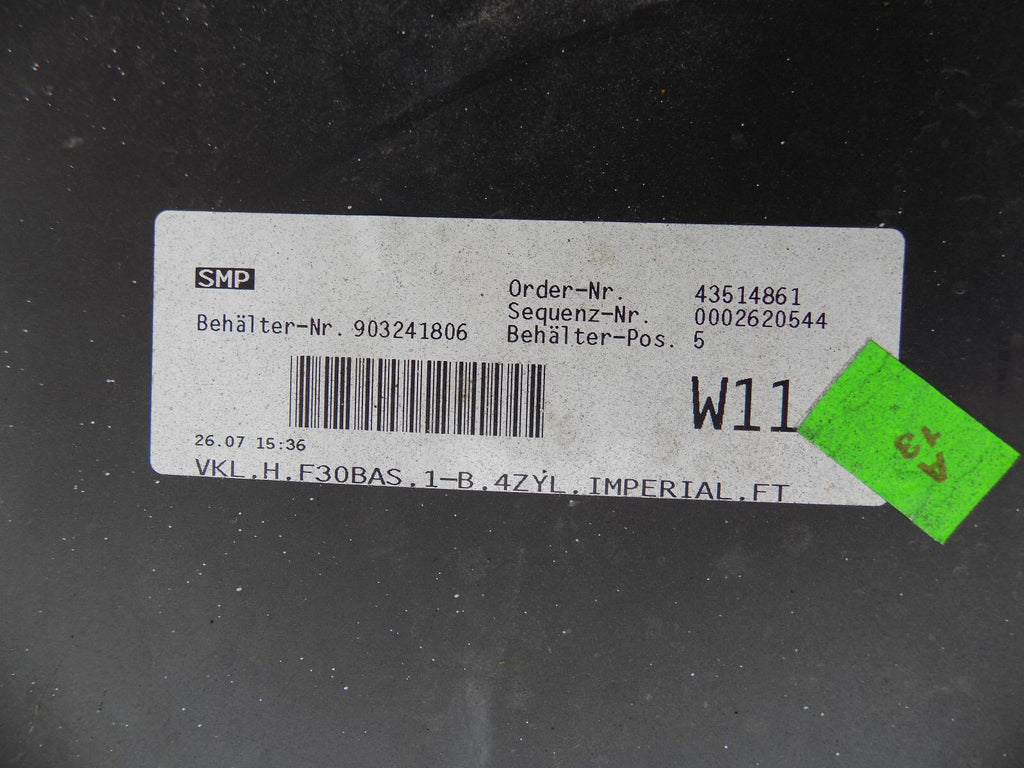 SMP
Order-Nr. 43514861
Sequenz-Nr. 0002620544
Behälter-Nr. 903241806
Behälter-Pos. 5
W11
26.07 15:36
VKL.H.F30BAS.1-B.4ZYL.IMPERIAL.FT